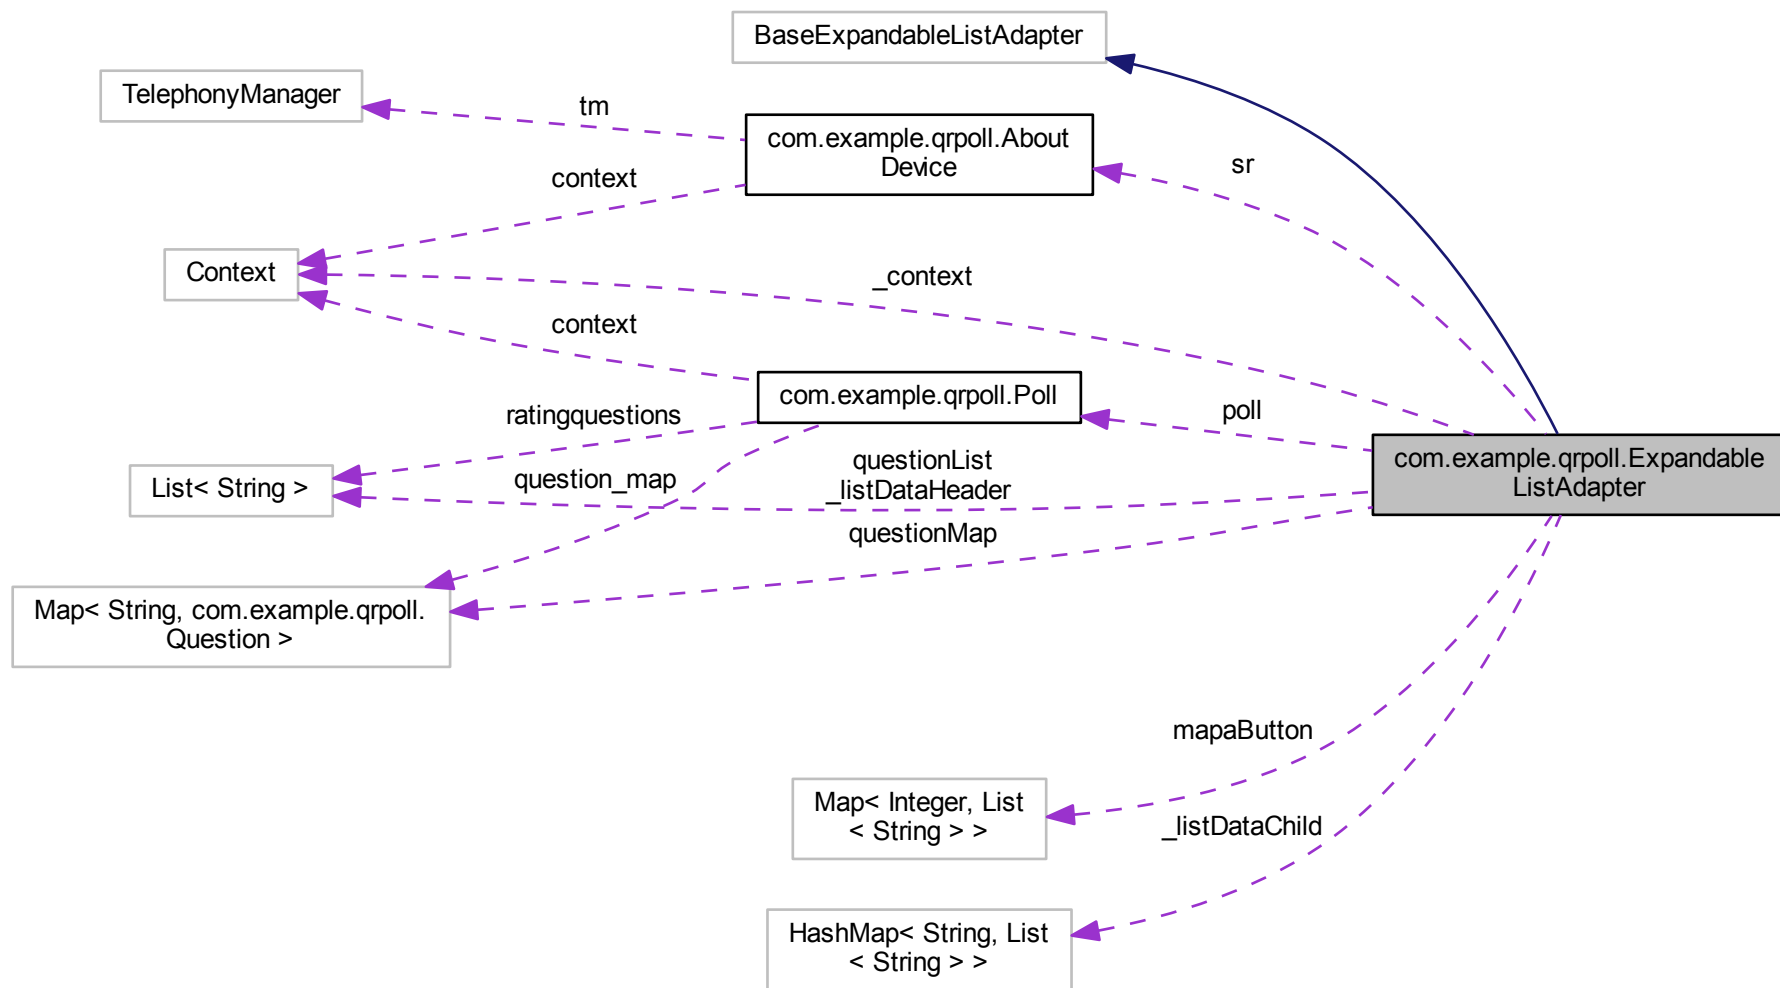 BaseExpandableListAdapter
TelephonyManager
tm
com.example.qrpoll.About
Device
sr
context
Context
_context
context
com.example.qrpoll.Poll
poll
ratingquestions
com.example.qrpoll.Expandable
ListAdapter
List< String >
question_map
questionList
_listDataHeader
questionMap
Map< String, com.example.qrpoll.
Question >
mapaButton
Map< Integer, List
< String > >
_listDataChild
HashMap< String, List
< String > >